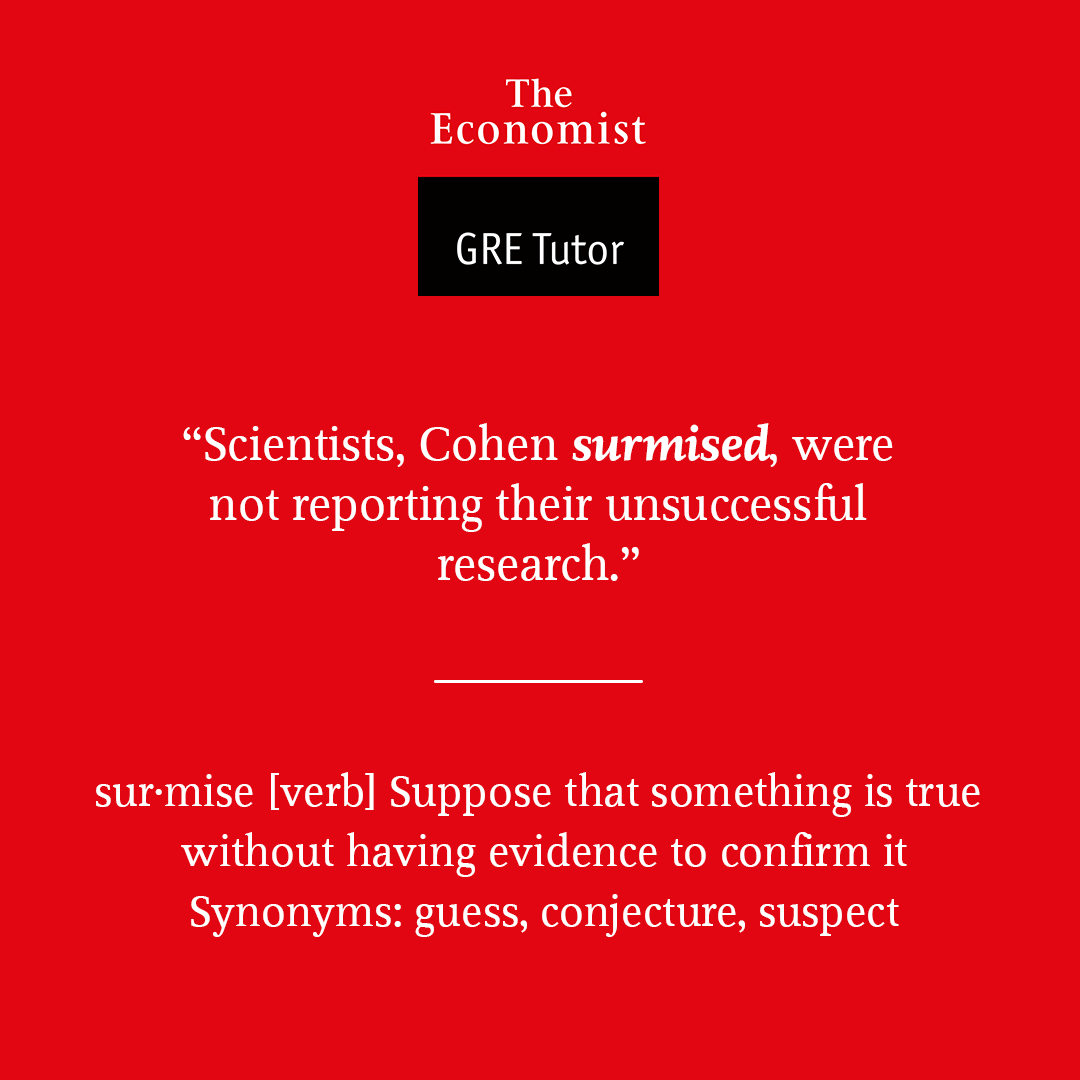 The
Economist
GRE Tutor
“Scientists, Cohen surmised, were
not reporting their unsuccessful
research.”
sur·mise [verb] Suppose that something is true
without having evidence to confirm it
Synonyms: guess, conjecture, suspect